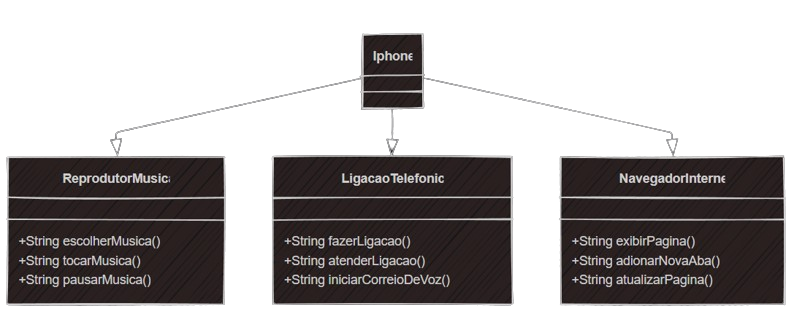 Iphone
ReprodutorMusica
+String escolherMusica()
+String tocarMusica()
+String pausarMusica()
LigacaoTelefonic
+String fazerLigacao()
+String atenderLigacao()
+String iniciarCorreioDeVoz()
NavegadorInterne
+String exibirPagina()
+String adionarNovaAba()
+String atualizarPagina()